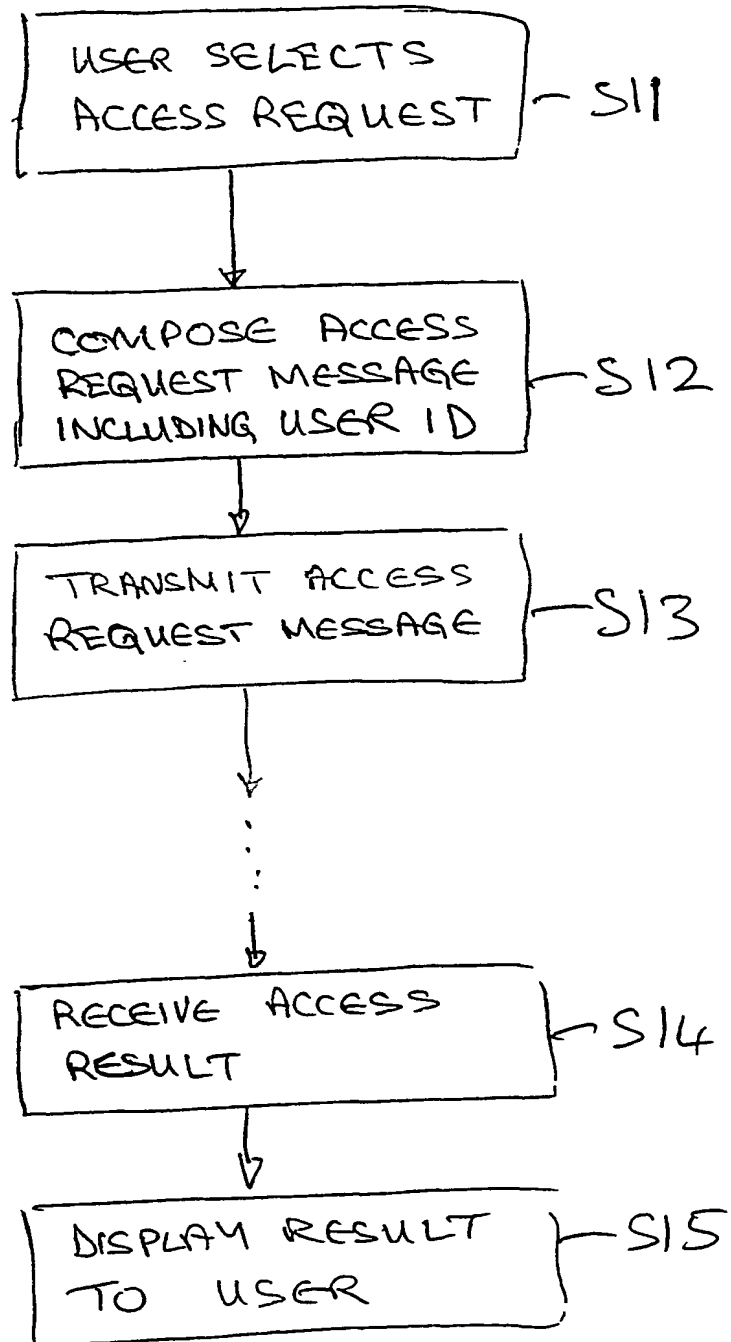 USER SELECTS
ACCESS REQUEST
S11
COMPOSE ACCESS
REQUEST MESSAGE
INCLUDING USER ID
S12
TRANSMIT ACCESS
REQUEST MESSAGE
S13
RECEIVE ACCESS
RESULT
S14
DISPLAY RESULT
TO USER
S15